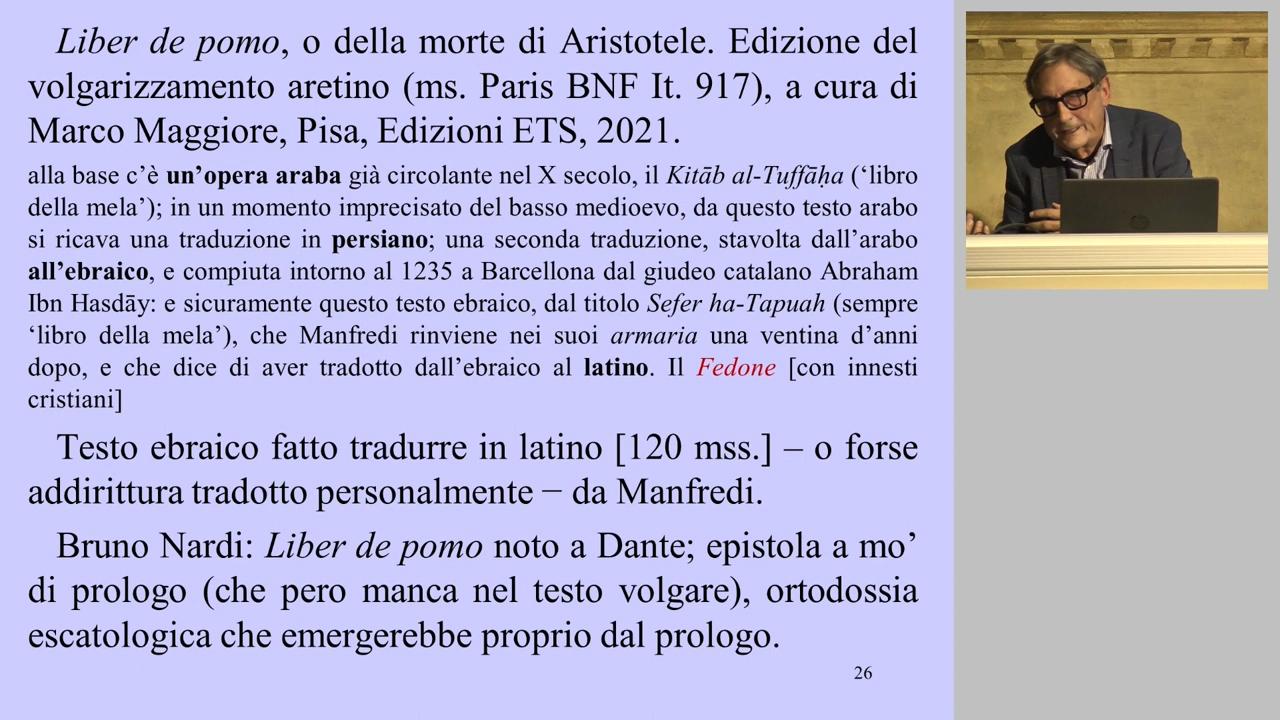 Liber de pomo, o della morte di Aristotele. Edizione del
volgarizzamento aretino (ms. Paris BNF It. 917), a cura di
Marco Maggiore, Pisa, Edizioni ETS, 2021.
alla base c’è un’opera araba già circolante nel X secolo, il Kitāb al-Tuffāḥa (‘libro
della mela’); in un momento imprecisato del basso medioevo, da questo testo arabo
si ricava una traduzione in persiano; una seconda traduzione, stavolta dall’arabo
all’ebraico, e compiuta intorno al 1235 a Barcellona dal giudeo catalano Abraham
Ibn Hasdāy: e sicuramente questo testo ebraico, dal titolo Sefer ha-Tapuah (sempre
‘libro della mela’), che Manfredi rinviene nei suoi armaria una ventina d’anni
dopo, e che dice di aver tradotto dall’ebraico al latino. Il Fedone [con innesti
cristiani]
Testo ebraico fatto tradurre in latino [120 mss.] – o forse
addirittura tradotto personalmente − da Manfredi.
Bruno Nardi: Liber de pomo noto a Dante; epistola a mo’
di prologo (che pero manca nel testo volgare), ortodossia
escatologica che emergerebbe proprio dal prologo.
26